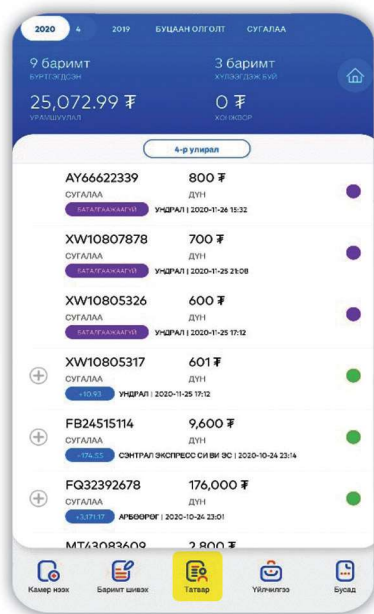 2020 4 2019 БУЦААН ОЛГОЛТ СУГАЛАА
9 баримт 3 баримт
БҮРТГЭГДСЭН ХҮЛЭЭГДЭЖ БУЙ
25,072.99 ₮ 0 ₮
УРАМШУУЛАЛ ХОНЖВОР
4-р улирал
AY66622339 800 ₮
СУГАЛАА ДҮН
БАТАЛГААЖААГҮЙ УНДРАЛ | 2020-11-26 15:32
XW10807878 700 ₮
СУГАЛАА ДҮН
БАТАЛГААЖААГҮЙ УНДРАЛ | 2020-11-25 21:08
XW10805326 600 ₮
СУГАЛАА ДҮН
БАТАЛГААЖААГҮЙ УНДРАЛ | 2020-11-25 17:12
XW10805317 601 ₮
СУГАЛАА ДҮН
+10.93 УНДРАЛ | 2020-11-25 17:12
FB24515114 9,600 ₮
СУГАЛАА ДҮН
+174.55 СЭНТРАЛ ЭКСПРЕСС СИ ВИ ЭС | 2020-10-24 23:14
FQ32392678 176,000 ₮
СУГАЛАА ДҮН
+3,171.17 АРБӨӨРӨГ | 2020-10-24 23:01
MT43083609 2,800 ₮
Камер нээх Баримт шивэх Татвар Үйлчилгээ Бусад